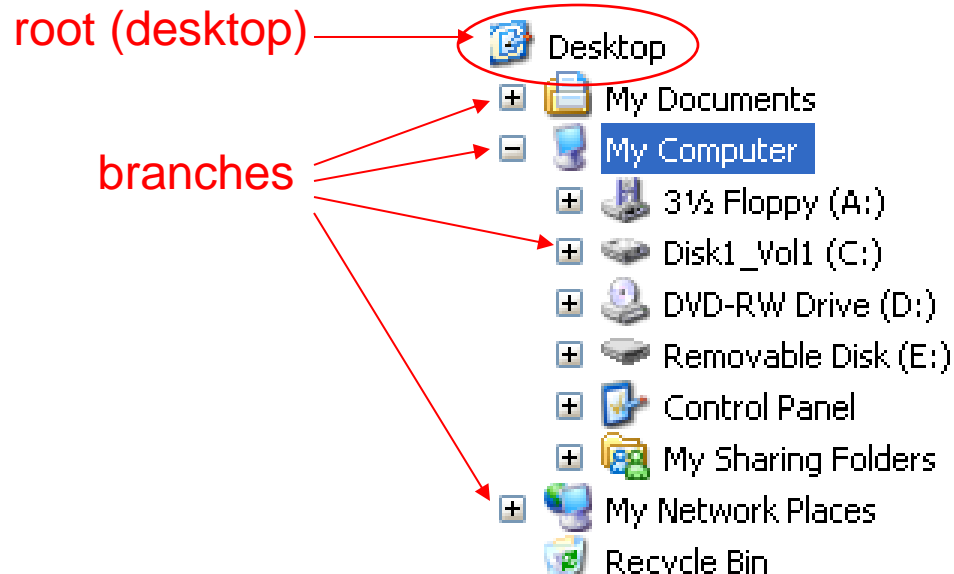 root (desktop)
Desktop
My Documents
My Computer
branches
3½ Floppy (A:)
Disk1_Vol1 (C:)
DVD-RW Drive (D:)
Removable Disk (E:)
Control Panel
My Sharing Folders
My Network Places
Recycle Bin